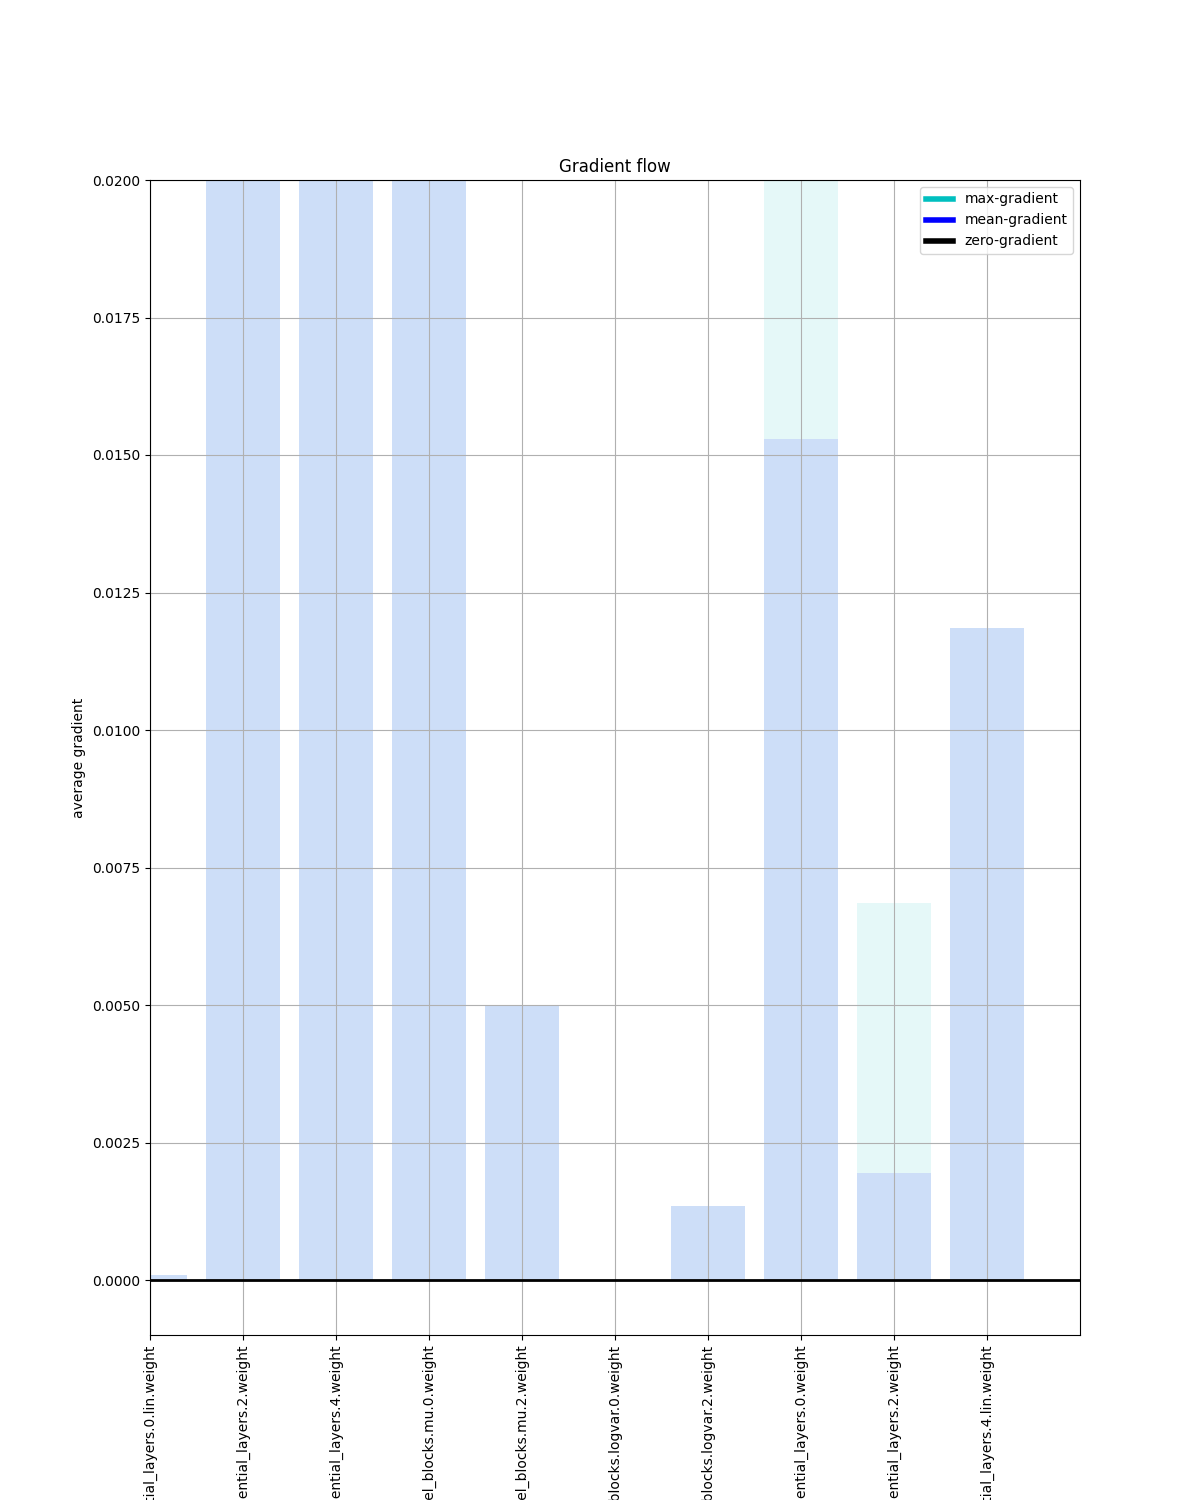 Gradient flow
max-gradient
mean-gradient
zero-gradient
0.0200
0.0175
0.0150
0.0125
0.0100
0.0075
0.0050
0.0025
0.0000
average gradient
tial_layers.0.lin.weight
ential_layers.2.weight
ential_layers.4.weight
el_blocks.mu.0.weight
el_blocks.mu.2.weight
blocks.logvar.0.weight
blocks.logvar.2.weight
ential_layers.0.weight
ential_layers.2.weight
tial_layers.4.lin.weight